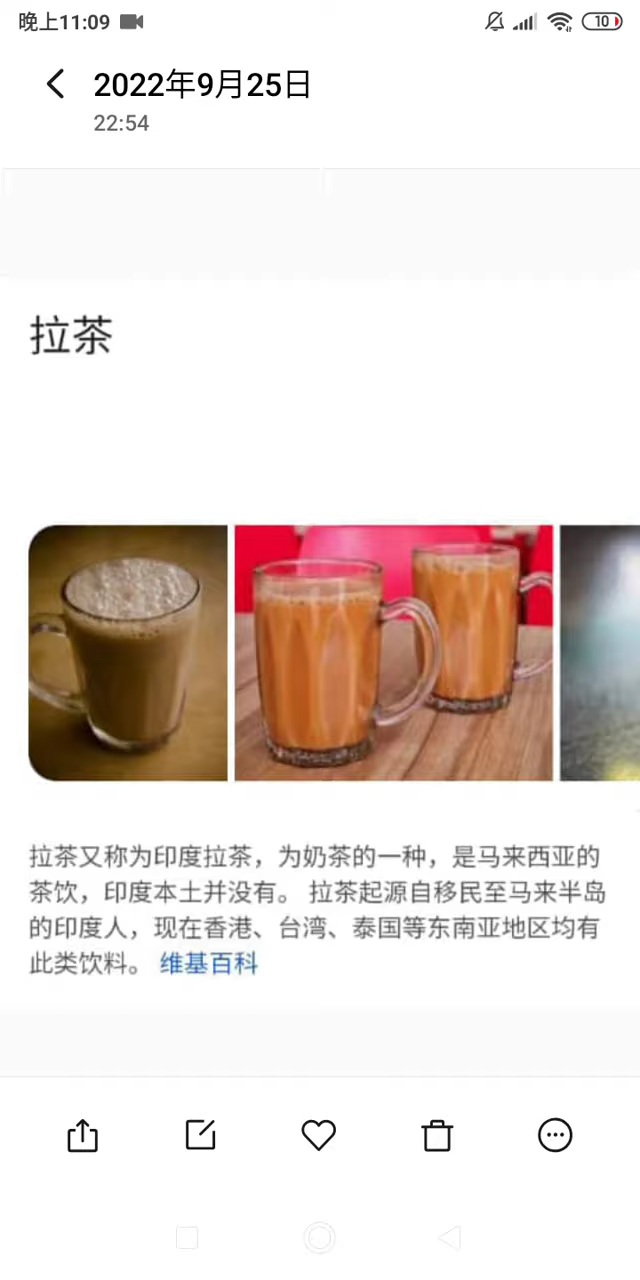 晚上11:09
10
2022年9月25日
22:54
拉茶
拉茶又称为印度拉茶，为奶茶的一种，是马来西亚的
茶饮，印度本土并没有。 拉茶起源自移民至马来半岛
的印度人，现在香港、台湾、泰国等东南亚地区均有
此类饮料。 维基百科